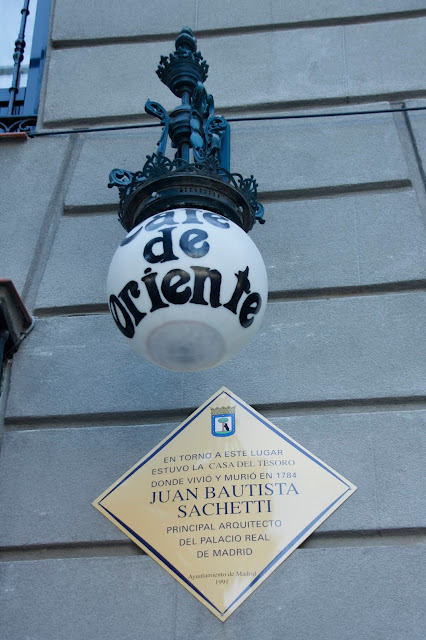 Café
de
Oriente
EN TORNO A ESTE LUGAR
ESTUVO LA CASA DEL TESORO
DONDE VIVIÓ Y MURIÓ EN 1784
JUAN BAUTISTA
SACHETTI
PRINCIPAL ARQUITECTO
DEL PALACIO REAL
DE MADRID
Ayuntamiento de Madrid
1991